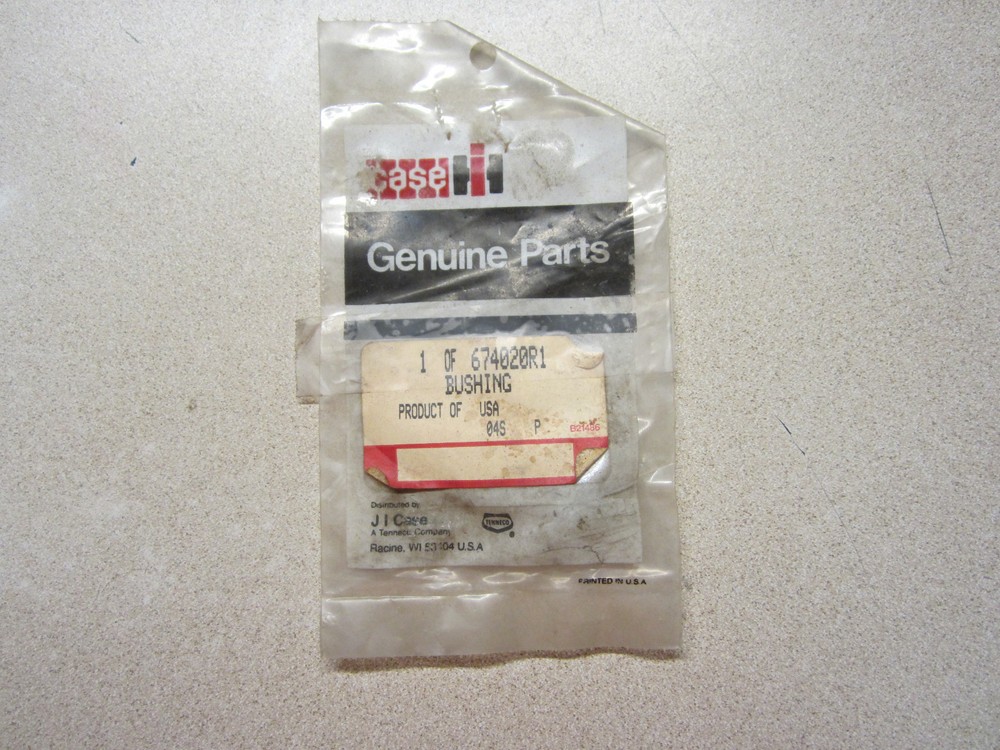 case IH
Genuine Parts
1 OF 674020R1
BUSHING
PRODUCT OF USA
04S P
B21456
Distributed by
J I Case
A Tenneco Company
TENNECO
Racine, WI 53404 U.S.A
PRINTED IN U.S.A